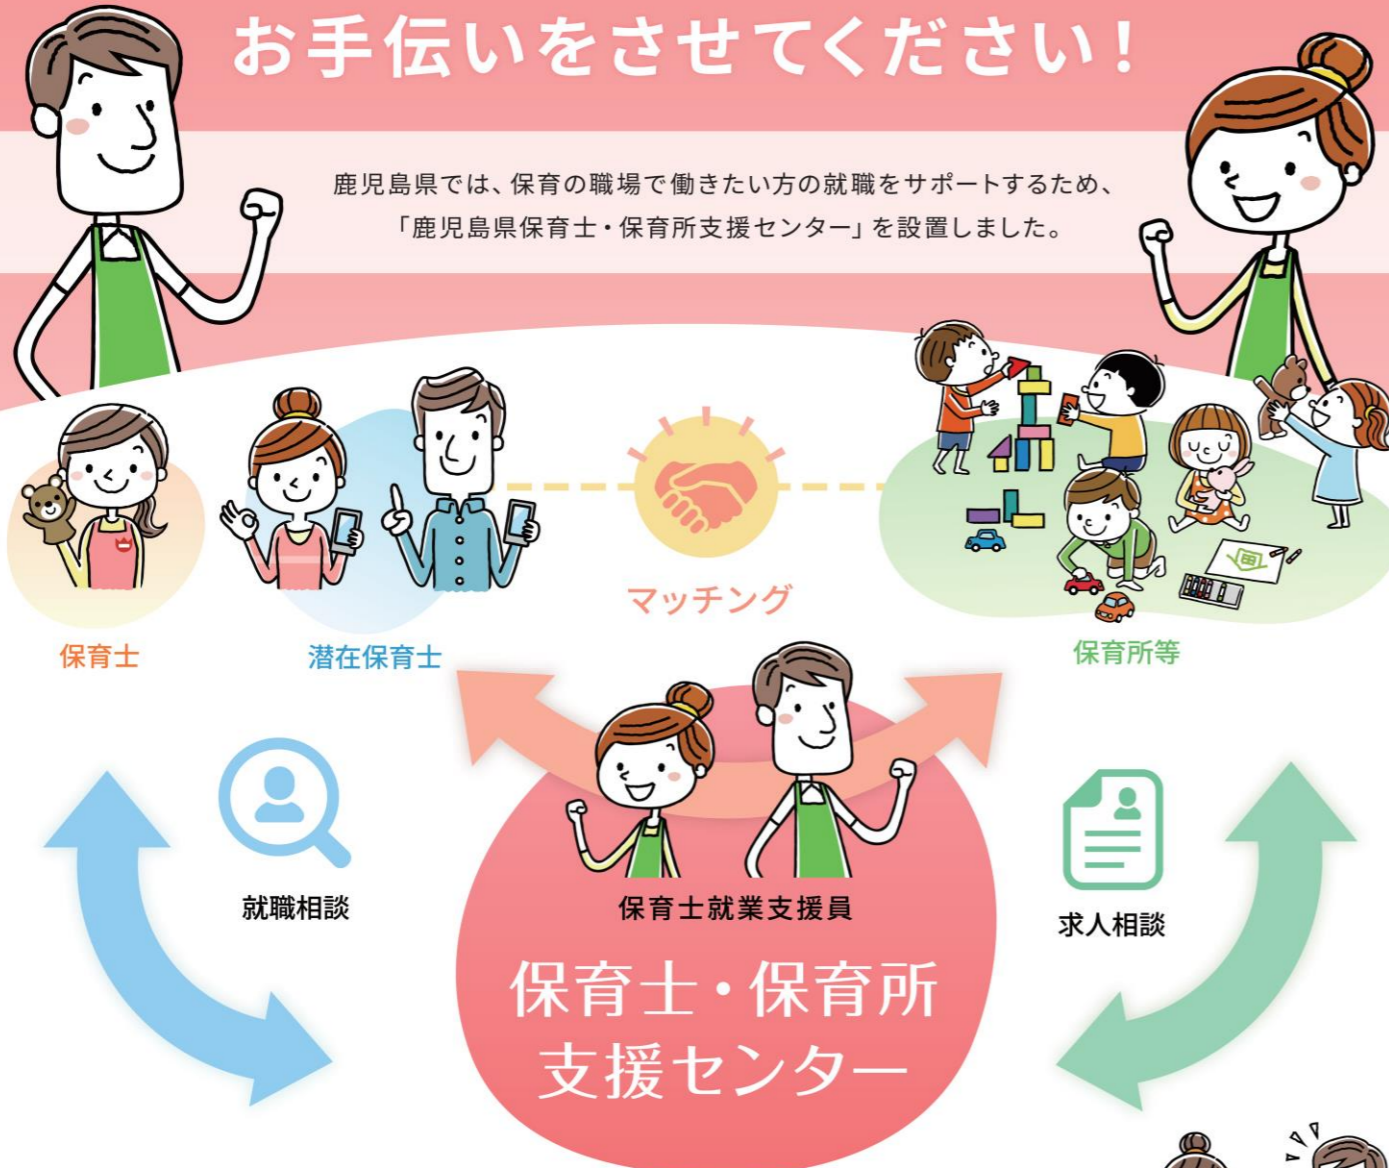 お手伝いをさせてください!
鹿児島県では、保育の職場で働きたい方の就職をサポートするため、
「鹿児島県保育士・保育所支援センター」を設置しました。
マッチング
保育士
潜在保育士
保育所等
就職相談
保育士就業支援員
求人相談
保育士・保育所
支援センター